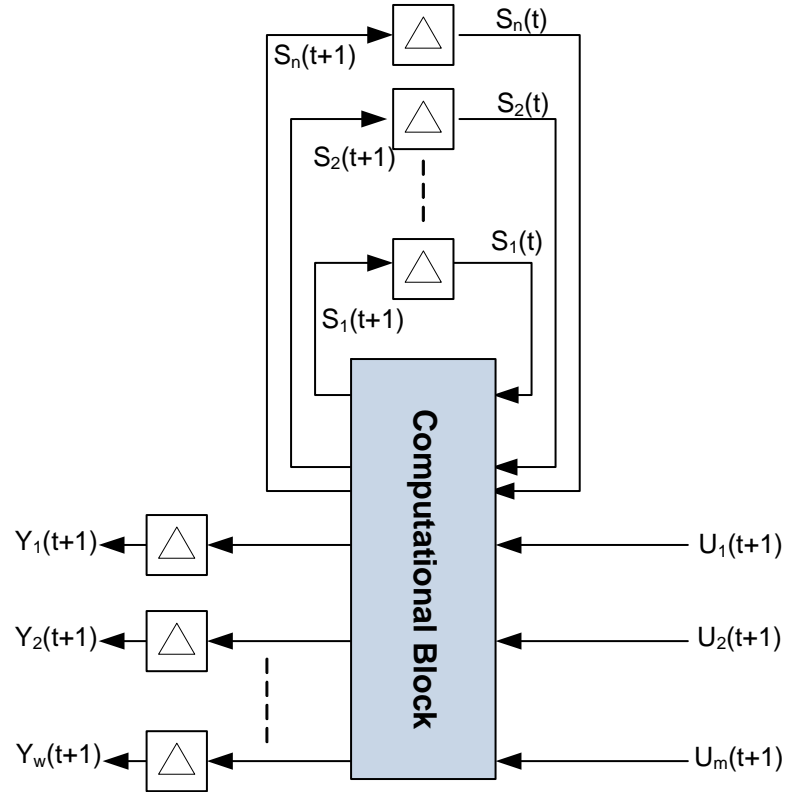 Sₙ(t)
Sₙ(t+1)
S₂(t)
S₂(t+1)
S₁(t)
S₁(t+1)
Computational Block
Y₁(t+1)
U₁(t+1)
Y₂(t+1)
U₂(t+1)
Y_w(t+1)
Uₘ(t+1)